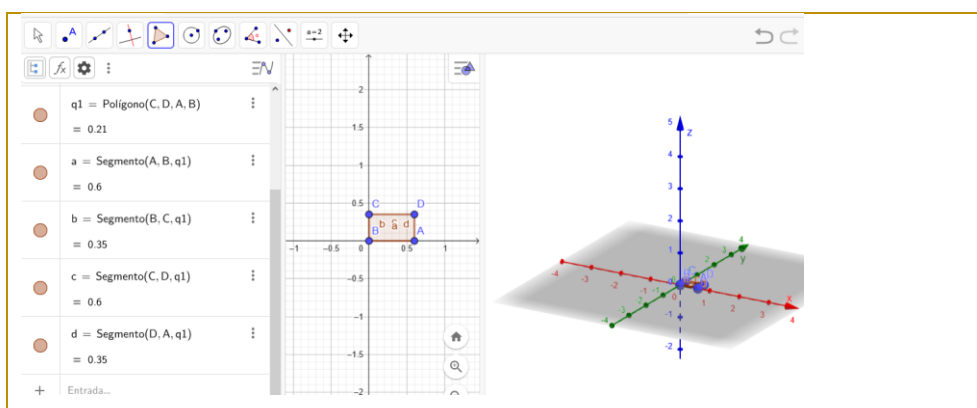 A
a=2
q1 = Polígono(C, D, A, B)
= 0.21
a = Segmento(A, B, q1)
= 0.6
b = Segmento(B, C, q1)
= 0.35
c = Segmento(C, D, q1)
= 0.6
d = Segmento(D, A, q1)
= 0.35
+ Entrada...
2
1
0.5
C D
b c a d
B A
-1 -0.5 0 0.5 1
-0.5
-1
-1.5
-2
5
z
4
3
2
1
-1
-2
-4 -3 -2 -1 0 1 2 3 4
x
-4 -3 -2 -1 2 3 4
y